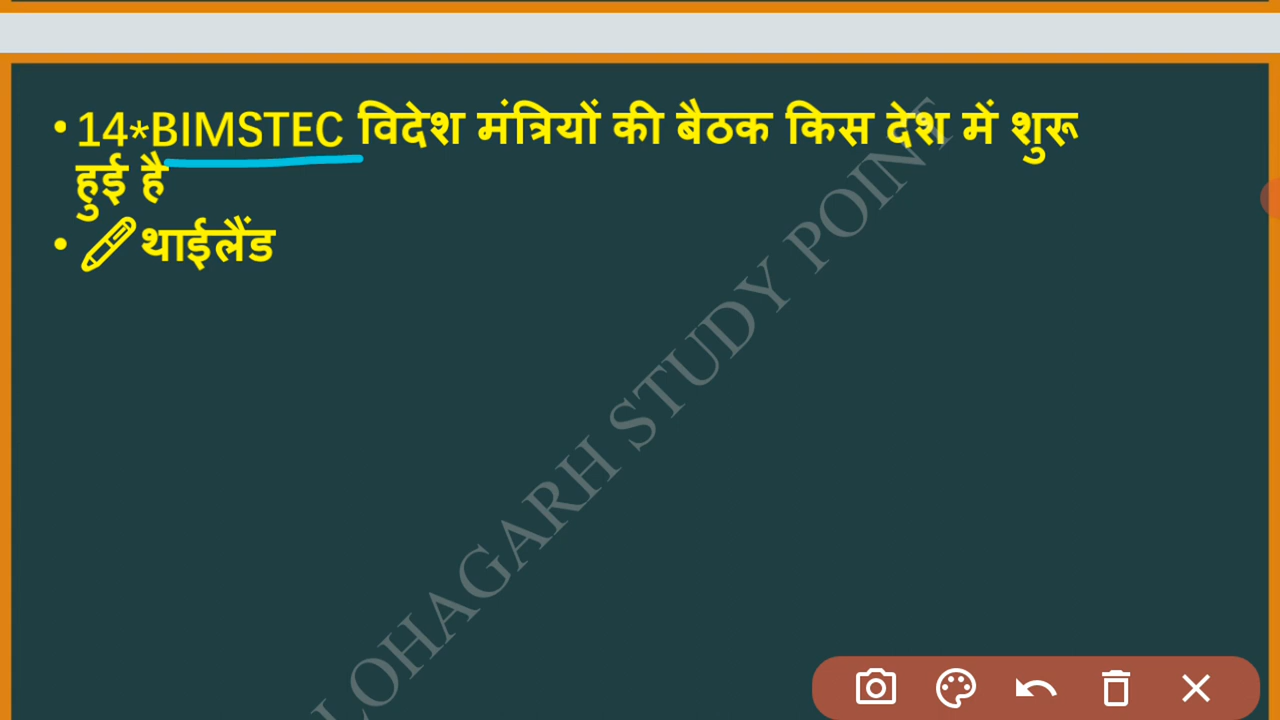 • 14*BIMSTEC विदेश मंत्रियों की बैठक किस देश में शुरू
हुई है
• थाईलैंड
LOHAGARH STUDY POINT